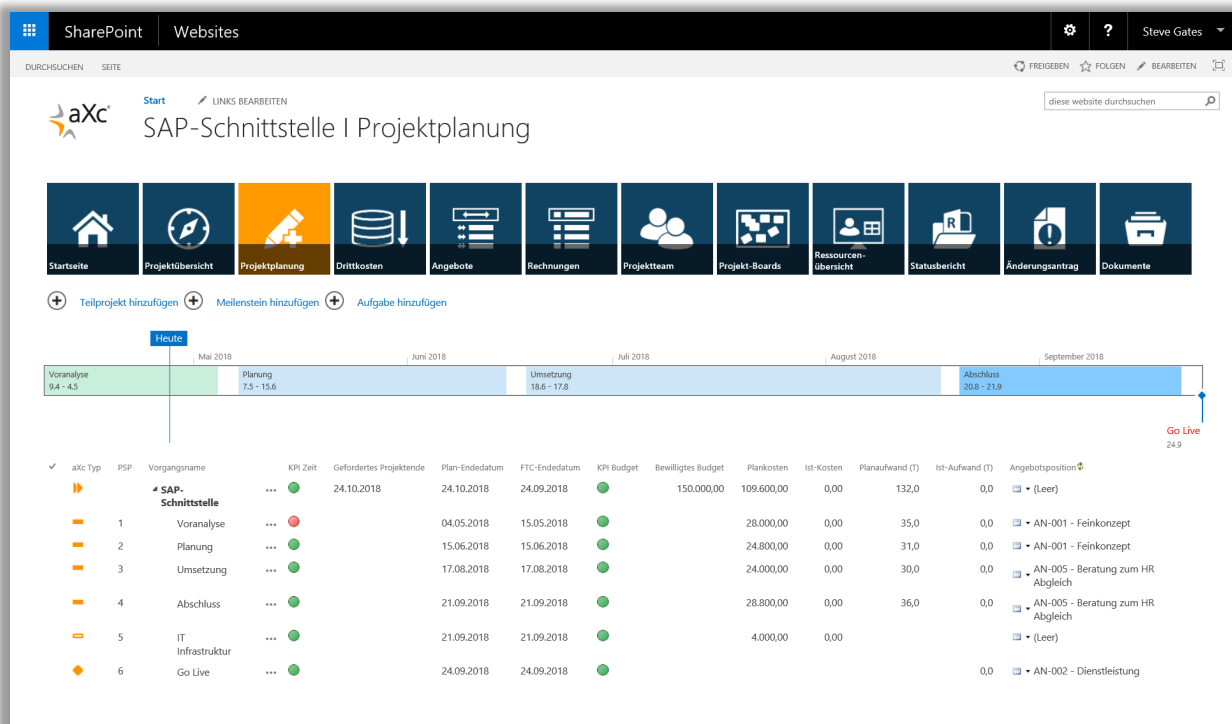 SharePoint Websites ? Steve Gates
DURCHSUCHEN SEITE FREIGEBEN FOLGEN BEARBEITEN
aXc
Start LINKS BEARBEITEN diese website durchsuchen
SAP-Schnittstelle I Projektplanung
Startseite Projektübersicht Projektplanung Drittkosten Angebote Rechnungen Projektteam Projekt-Boards Ressourcen-
übersicht R Statusbericht Änderungsantrag Dokumente
Teilprojekt hinzufügen Meilenstein hinzufügen Aufgabe hinzufügen
Heute
Mai 2018 Juni 2018 Juli 2018 August 2018 September 2018
Voranalyse Planung Umsetzung Abschluss
9.4 - 4.5 7.5 - 15.6 18.6 - 17.8 20.8 - 21.9
Go Live
24.9
✓ aXc Typ PSP Vorgangsname KPI Zeit Gefordertes Projektende Plan-Endedatum FTC-Endedatum KPI Budget Bewilligtes Budget Plankosten Ist-Kosten Planaufwand (T) Ist-Aufwand (T) Angebotsposition
SAP- ... 24.10.2018 24.10.2018 24.09.2018 150.000,00 109.600,00 0,00 132,0 0,0 (Leer)
Schnittstelle
1 Voranalyse ... 04.05.2018 15.05.2018 28.000,00 0,00 35,0 0,0 AN-001 - Feinkonzept
2 Planung ... 15.06.2018 15.06.2018 24.800,00 0,00 31,0 0,0 AN-001 - Feinkonzept
3 Umsetzung ... 17.08.2018 17.08.2018 24.000,00 0,00 30,0 0,0 AN-005 - Beratung zum HR
Abgleich
4 Abschluss ... 21.09.2018 21.09.2018 28.800,00 0,00 36,0 0,0 AN-005 - Beratung zum HR
Abgleich
5 IT ... 21.09.2018 21.09.2018 4.000,00 0,00 (Leer)
Infrastruktur
6 Go Live ... 24.09.2018 24.09.2018 0,0 AN-002 - Dienstleistung